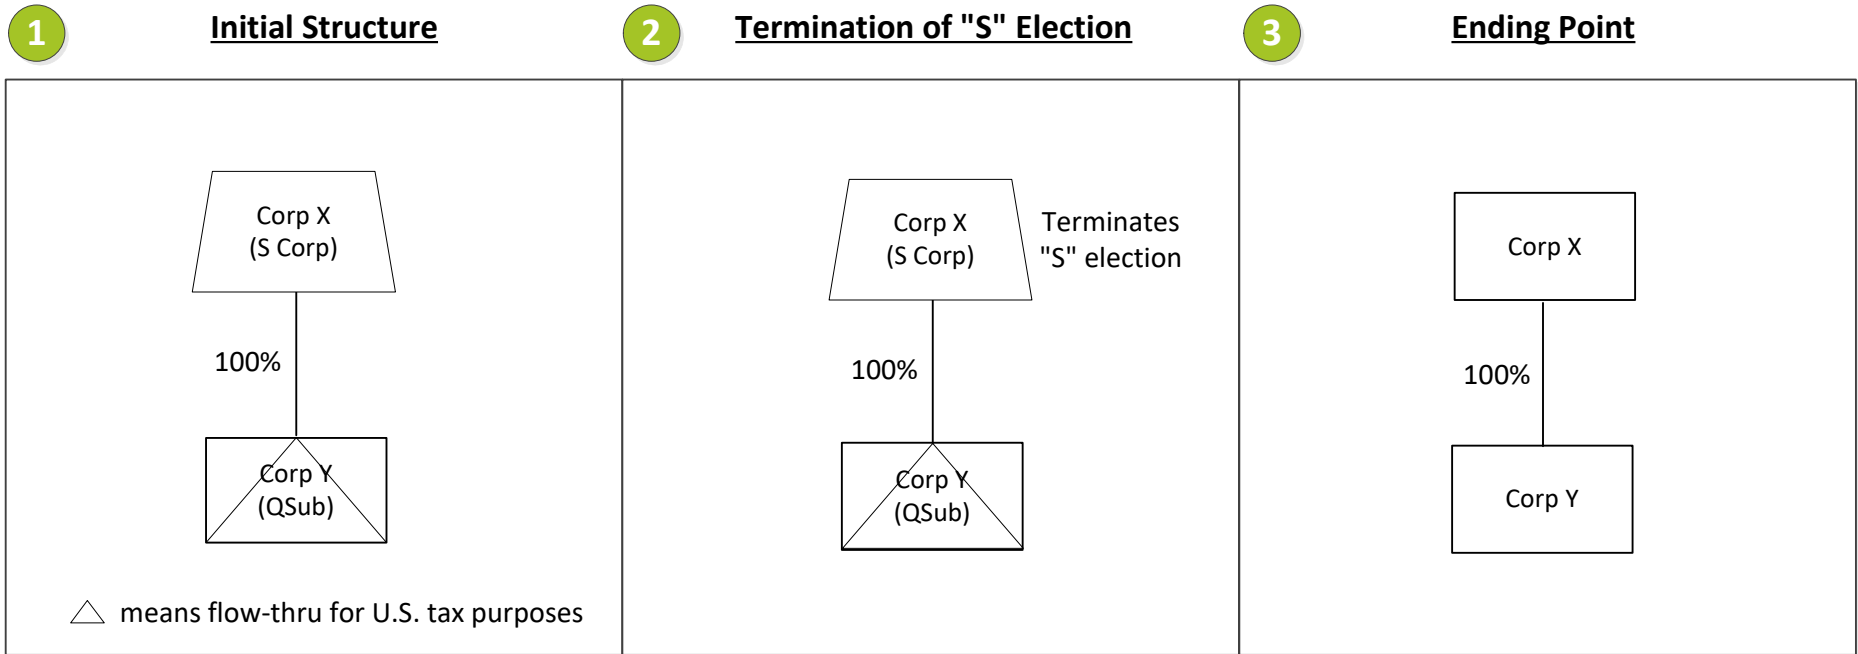 1
Initial Structure
2
Termination of "S" Election
3
Ending Point
Corp X
(S Corp)
100%
Corp Y
(QSub)
means flow-thru for U.S. tax purposes
Corp X
(S Corp)
Terminates
"S" election
100%
Corp Y
(QSub)
Corp X
100%
Corp Y